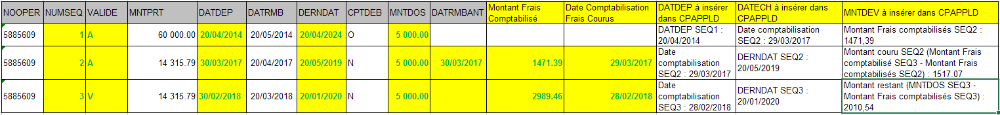 NOOPER NUMSEQ VALIDE MNTPRT DATDEP DATRMB DERNDAT CPTDEB MNTDOS DATRMBANT Montant Frais Comptabilisé Date Comptabilisation Frais Courus DATDEP à insérer dans CPAPPLD DATECH à insérer dans CPAPPLD MNTDEV à insérer dans CPAPPLD
5885609 1 A 60 000.00 20/04/2014 20/05/2014 20/04/2024 O 5 000.00 DATDEP SEQ1 : 20/04/2014 Date comptabilisation SEQ2 : 29/03/2017 Montant Frais comptabilisés SEQ2 : 1471,39
5885609 2 A 14 315.79 30/03/2017 20/04/2017 20/05/2019 N 5 000.00 30/03/2017 1471.39 29/03/2017 Date comptabilisation SEQ2 : 29/03/2017 DERNDAT SEQ2 : 20/05/2019 Montant couru SEQ2 (Montant Frais comptabilisé SEQ3 - Montant Frais comptabilisés SEQ2) : 1517.07
5885609 3 V 14 315.79 30/02/2018 20/03/2018 20/01/2020 N 5 000.00 2989.46 28/02/2018 Date comptabilisation SEQ3 : 28/02/2018 DERNDAT SEQ3 : 20/01/2020 Montant restant (MNTDOS SEQ3 - Montant Frais comptabilisés SEQ3) : 2010,54